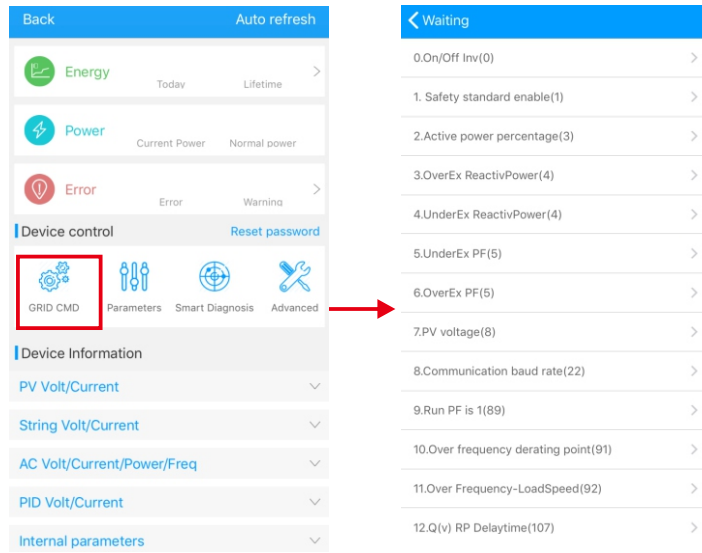 Back Auto refresh
Energy
Today Lifetime
Power
Current Power Normal power
Error
Error Warning
Device control Reset password
GRID CMD Parameters Smart Diagnosis Advanced
Device Information
PV Volt/Current
String Volt/Current
AC Volt/Current/Power/Freq
PID Volt/Current
Internal parameters
Waiting
0.On/Off Inv(0)
1. Safety standard enable(1)
2.Active power percentage(3)
3.OverEx ReactivPower(4)
4.UnderEx ReactivPower(4)
5.UnderEx PF(5)
6.OverEx PF(5)
7.PV voltage(8)
8.Communication baud rate(22)
9.Run PF is 1(89)
10.Over frequency derating point(91)
11.Over Frequency-LoadSpeed(92)
12.Q(v) RP Delaytime(107)